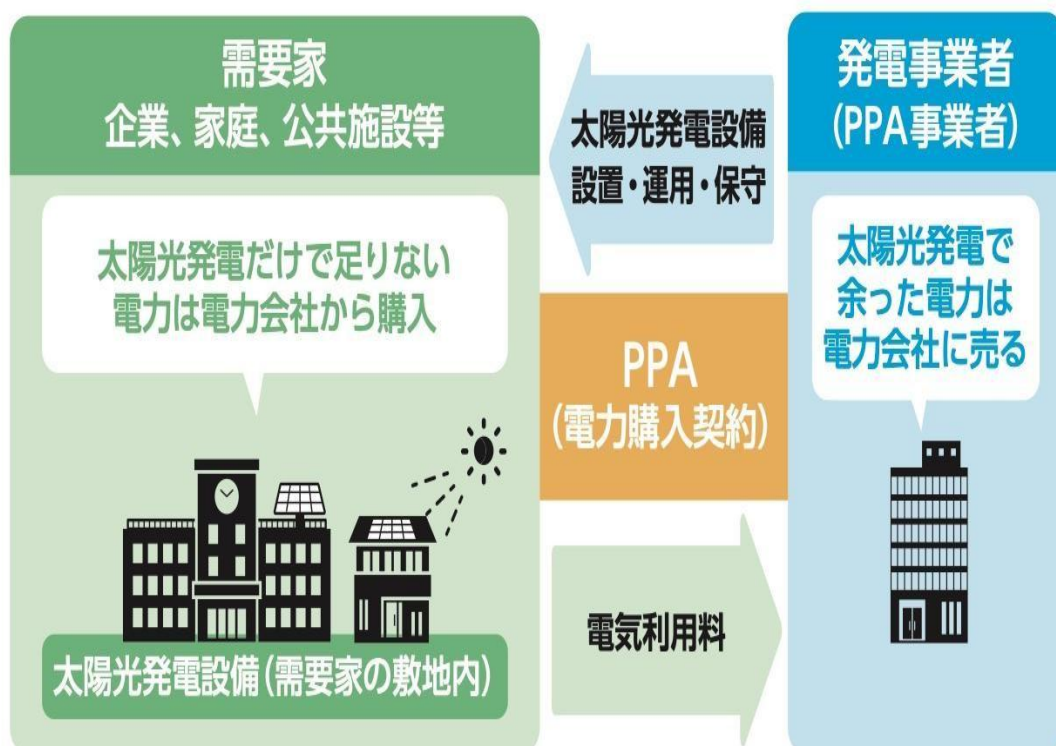 需要家
企業、家庭、公共施設等
太陽光発電だけで足りない
電力は電力会社から購入
太陽光発電設備(需要家の敷地内)
太陽光発電設備
設置・運用・保守
PPA
(電力購入契約)
電気利用料
発電事業者
(PPA事業者)
太陽光発電で
余った電力は
電力会社に売る